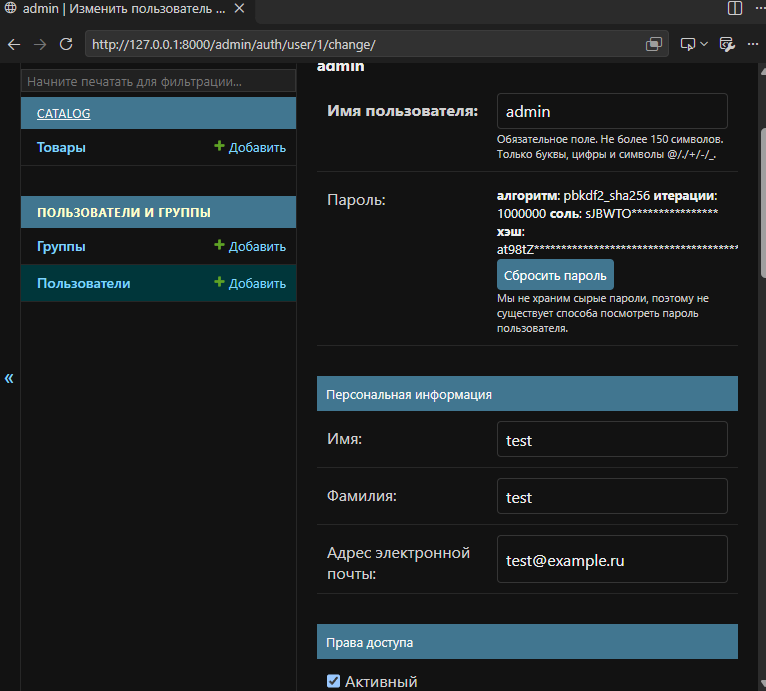 admin | Изменить пользователь ...
http://127.0.0.1:8000/admin/auth/user/1/change/
Начните печатать для фильтрации...
CATALOG
Товары
Добавить
ПОЛЬЗОВАТЕЛИ И ГРУППЫ
Группы
Добавить
Пользователи
Добавить
«
admin
Имя пользователя:
admin
Обязательное поле. Не более 150 символов.
Только буквы, цифры и символы @/./+/-/_.
Пароль:
алгоритм: pbkdf2_sha256 итерации:
1000000 соль: sJBWTO****************
хэш:
at98tZ**************************************
Сбросить пароль
Мы не храним сырые пароли, поэтому не
существует способа посмотреть пароль
пользователя.
Персональная информация
Имя:
test
Фамилия:
test
Адрес электронной
почты:
test@example.ru
Права доступа
Активный